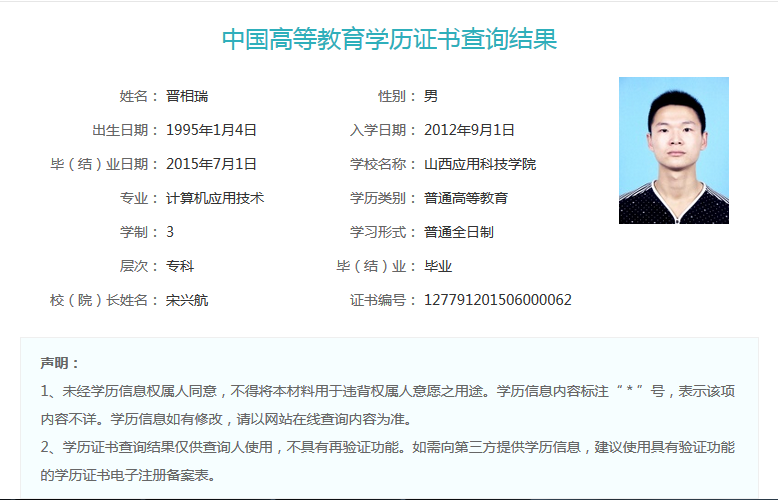 中国高等教育学历证书查询结果
姓名： 晋相瑞 性别： 男
出生日期： 1995年1月4日 入学日期： 2012年9月1日
毕（结）业日期： 2015年7月1日 学校名称： 山西应用科技学院
专业： 计算机应用技术 学历类别： 普通高等教育
学制： 3 学习形式： 普通全日制
层次： 专科 毕（结）业： 毕业
校（院）长姓名： 宋兴航 证书编号： 127791201506000062
声明：
1、未经学历信息权属人同意，不得将本材料用于违背权属人意愿之用途。学历信息内容标注“＊”号，表示该项
内容不详。学历信息如有修改，请以网站在线查询内容为准。
2、学历证书查询结果仅供查询人使用，不具有再验证功能。如需向第三方提供学历信息，建议使用具有验证功能
的学历证书电子注册备案表。